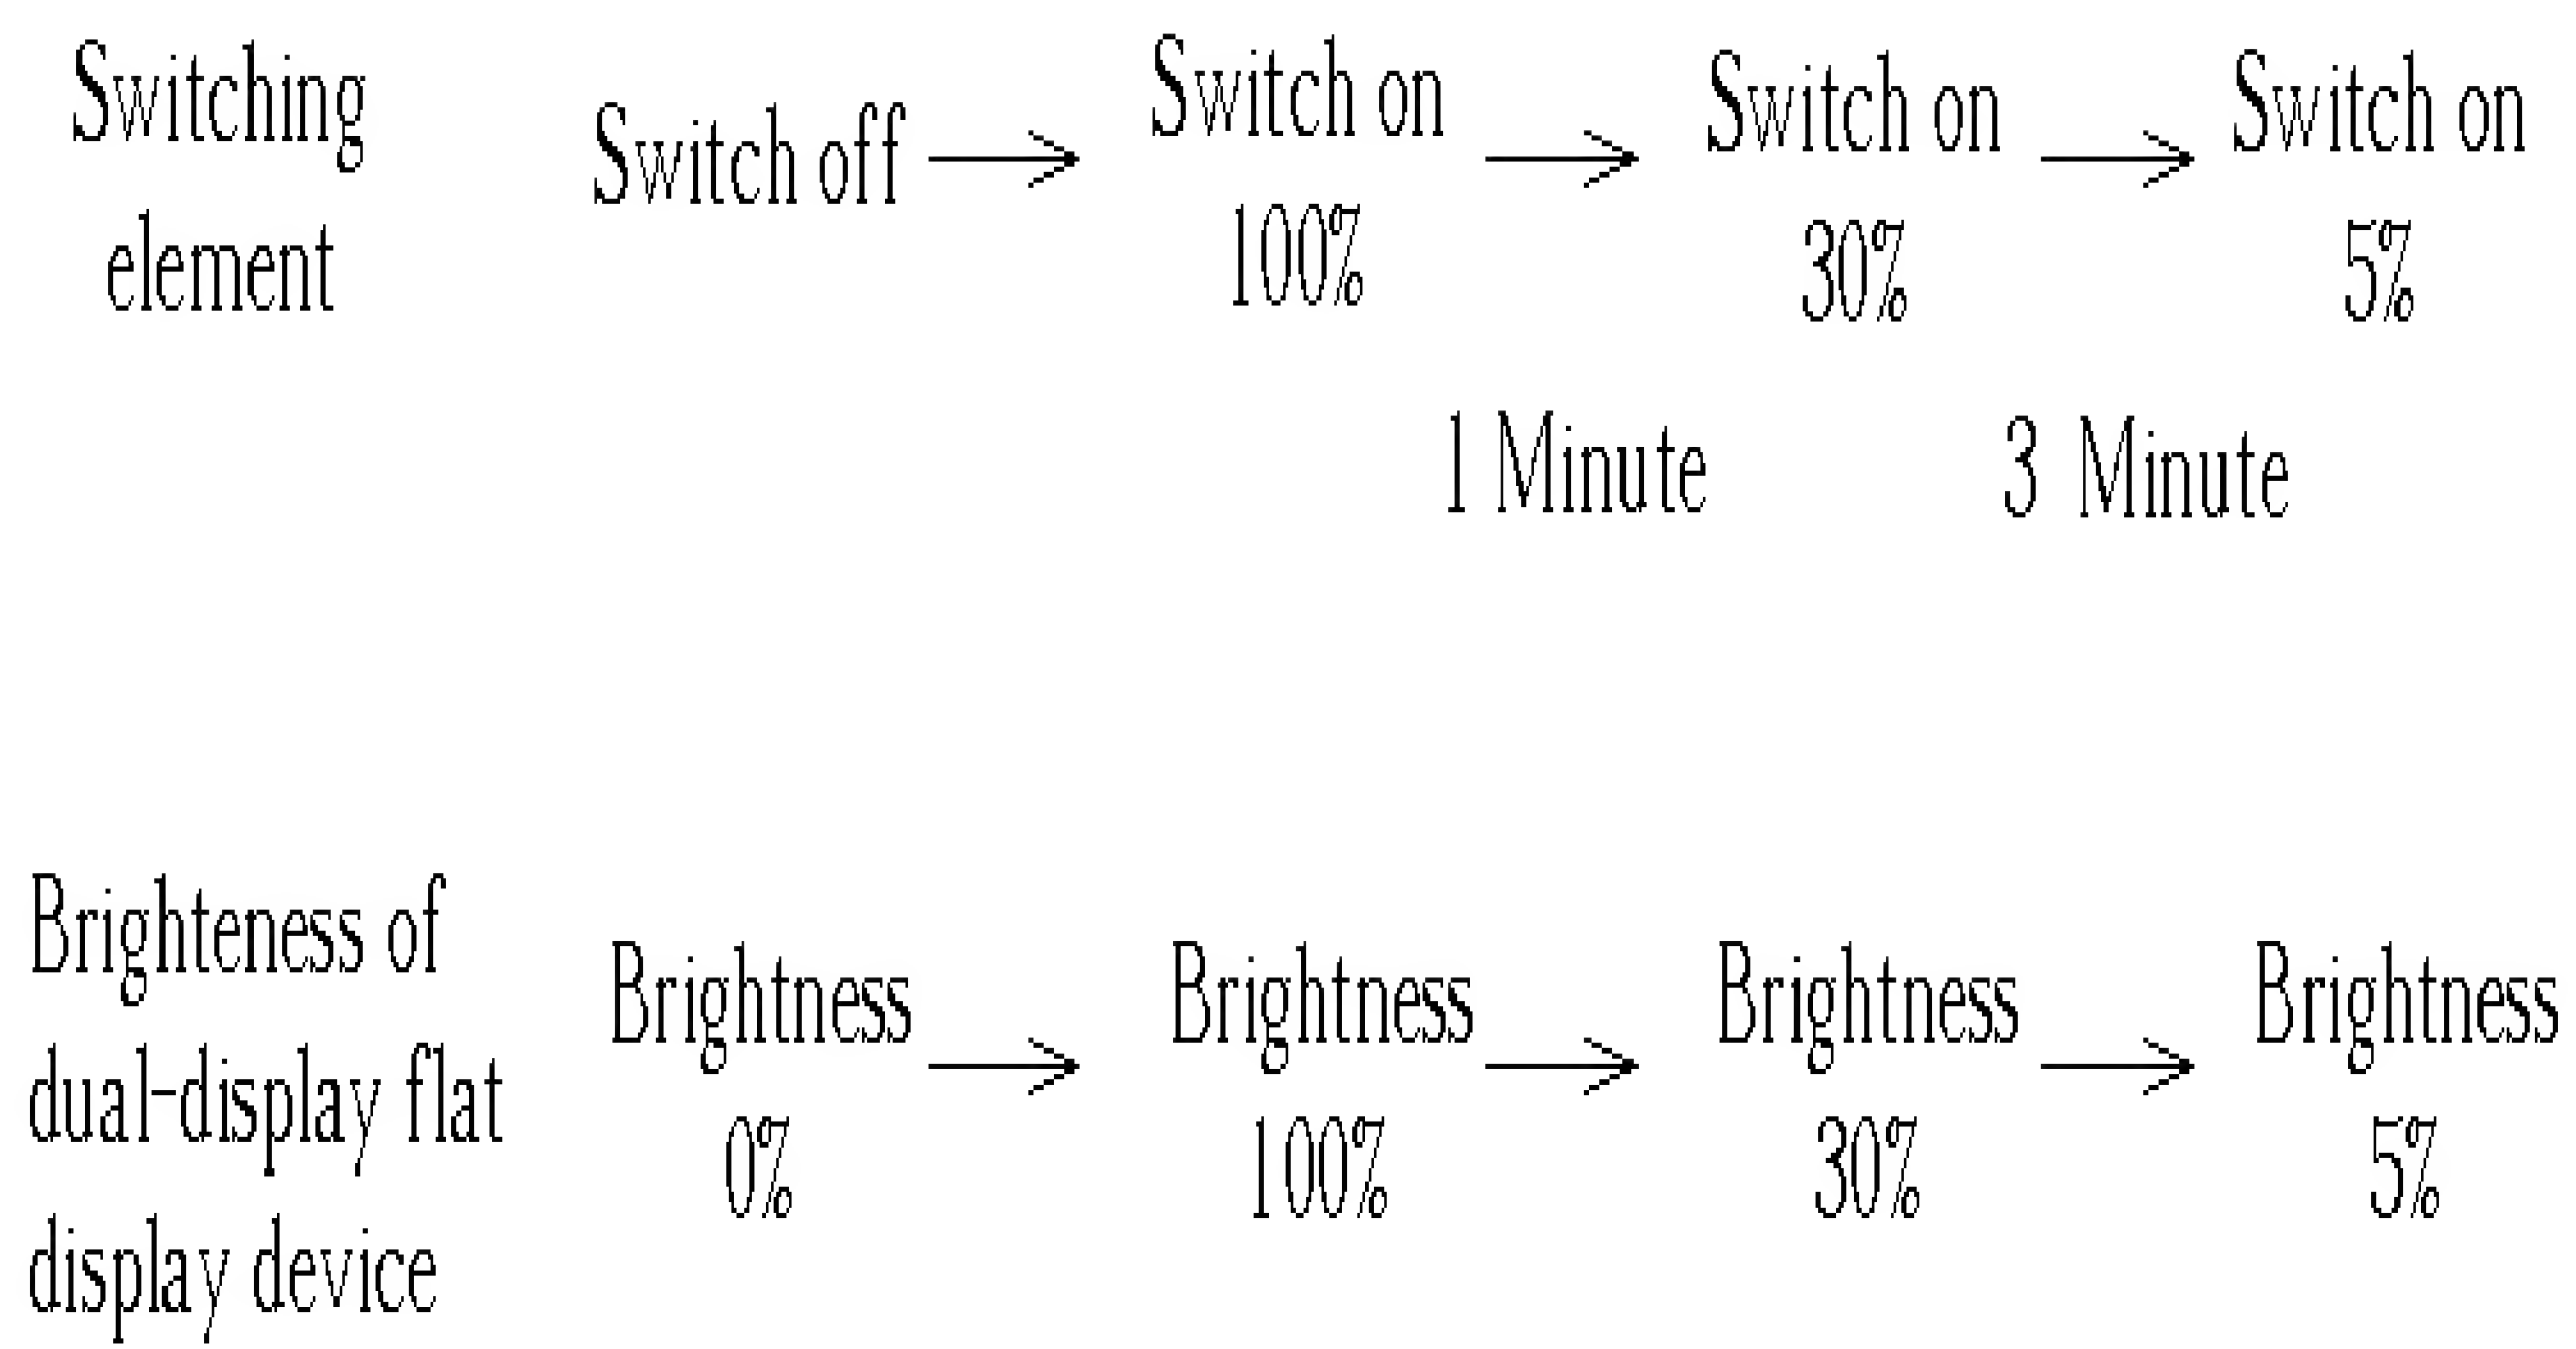 Switching
element
Switch off
Switch on
100%
Switch on
30%
Switch on
5%
1 Minute
3 Minute
Brighteness of
dual-display flat
display device
Brightness
0%
Brightness
100%
Brightness
30%
Brightness
5%